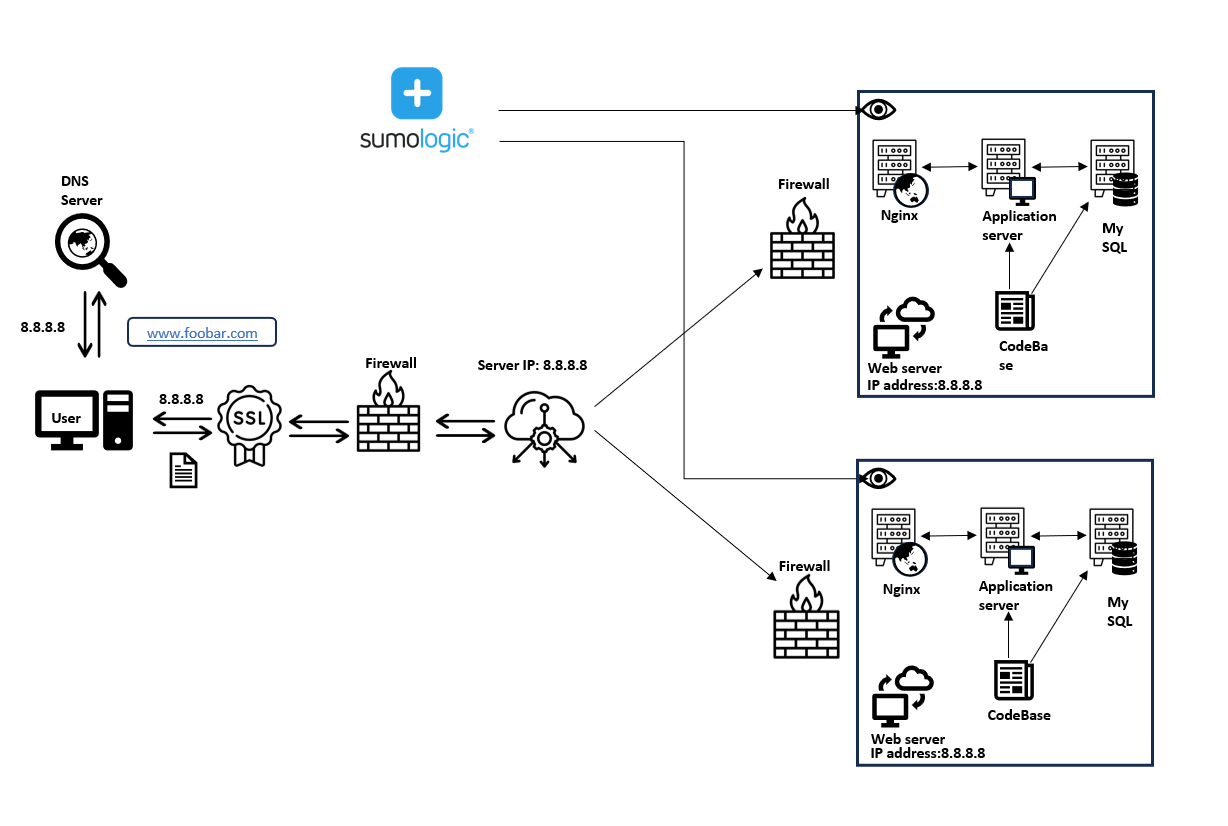 sumologic®
DNS
Server
8.8.8.8
www.foobar.com
User
8.8.8.8
SSL
Firewall
Server IP: 8.8.8.8
Firewall
Nginx
Application
server
My
SQL
CodeBa
se
Web server
IP address:8.8.8.8
Firewall
Nginx
Application
server
My
SQL
CodeBase
Web server
IP address:8.8.8.8